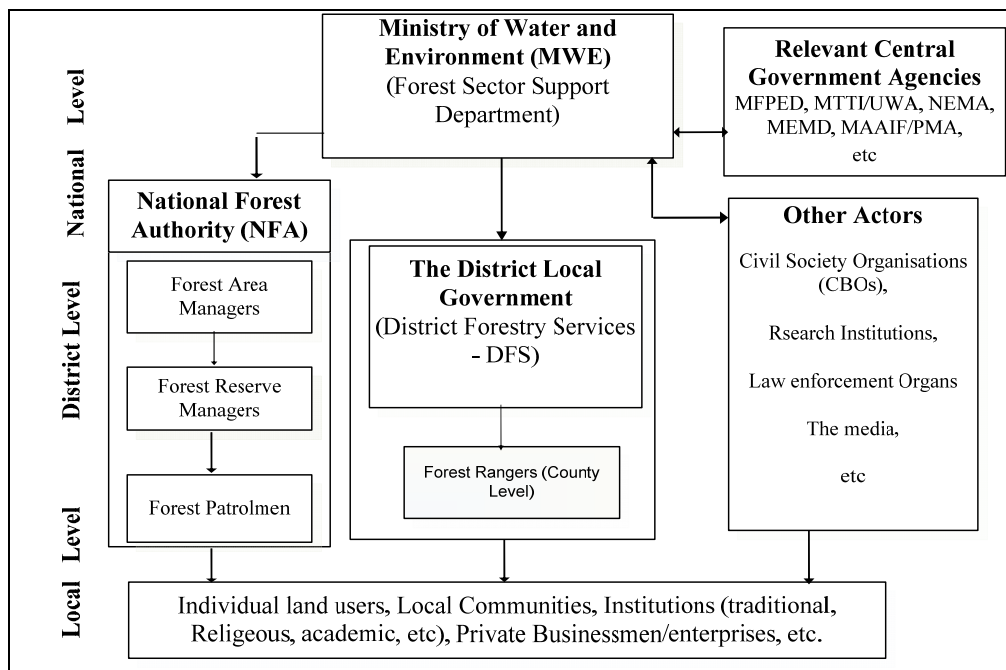 Ministry of Water and
Environment (MWE)
(Forest Sector Support
Department)
Relevant Central
Government Agencies
MFPED, MTTI/UWA, NEMA,
MEMD, MAAIF/PMA,
etc
National Level
National Forest
Authority (NFA)
Forest Area
Managers
Forest Reserve
Managers
Forest Patrolmen
District Level
The District Local
Government
(District Forestry Services
- DFS)
Forest Rangers (County
Level)
Other Actors
Civil Society Organisations
(CBOs),
Rsearch Institutions,
Law enforcement Organs
The media,
etc
Local Level
Individual land users, Local Communities, Institutions (traditional,
Religeous, academic, etc), Private Businessmen/enterprises, etc.